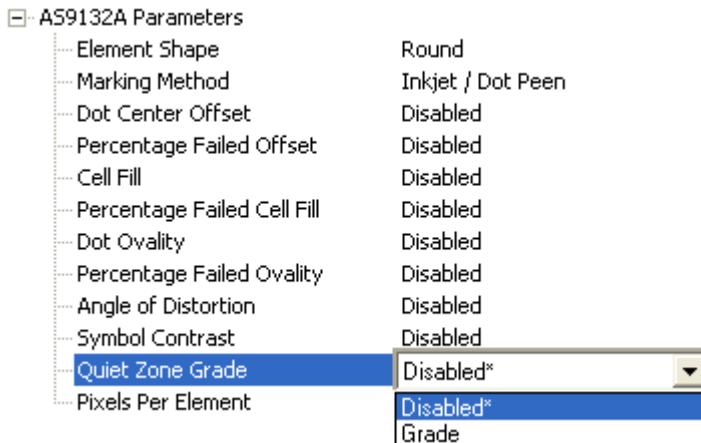 AS9132A Parameters
Element Shape Round
Marking Method Inkjet / Dot Peen
Dot Center Offset Disabled
Percentage Failed Offset Disabled
Cell Fill Disabled
Percentage Failed Cell Fill Disabled
Dot Ovality Disabled
Percentage Failed Ovality Disabled
Angle of Distortion Disabled
Symbol Contrast Disabled
Quiet Zone Grade Disabled*
Pixels Per Element Disabled*
Grade